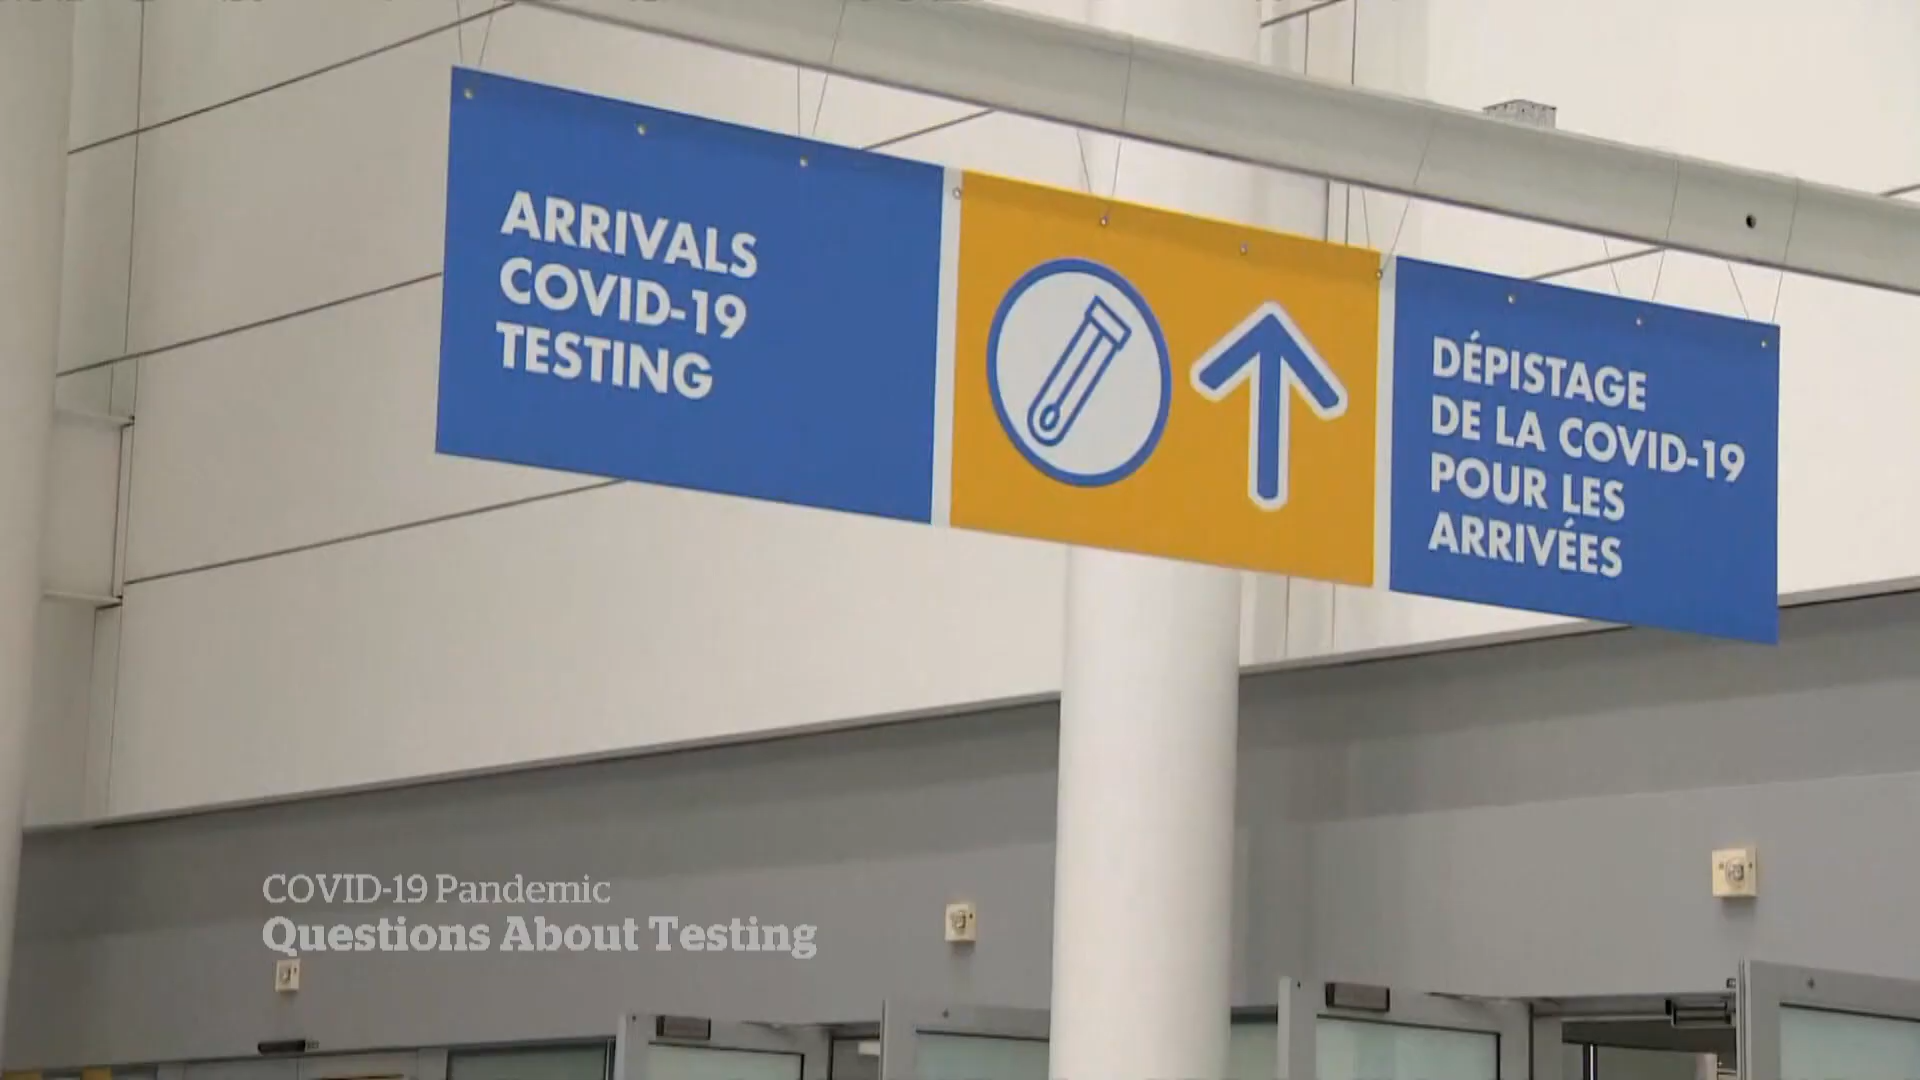 ARRIVALS
COVID-19
TESTING
DÉPISTAGE
DE LA COVID-19
POUR LES
ARRIVÉES
COVID-19 Pandemic
Questions About Testing